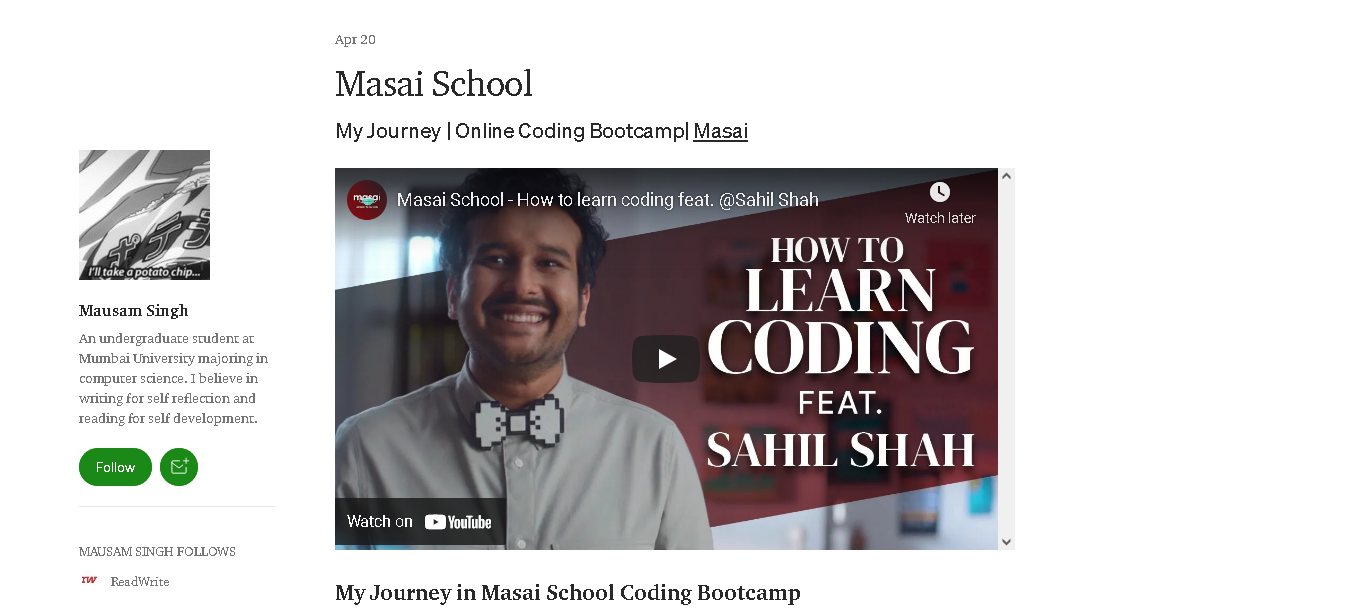 Apr 20
Masai School
My Journey | Online Coding Bootcamp| Masai
ポテチ
I'll take a potato chip...
Mausam Singh
An undergraduate student at
Mumbai University majoring in
computer science. I believe in
writing for self reflection and
reading for self development.
Follow
MAUSAM SINGH FOLLOWS
rw ReadWrite
masai
Masai School - How to learn coding feat. @Sahil Shah
Watch later
HOW TO
LEARN
CODING
FEAT.
SAHIL SHAH
Watch on YouTube
My Journey in Masai School Coding Bootcamp